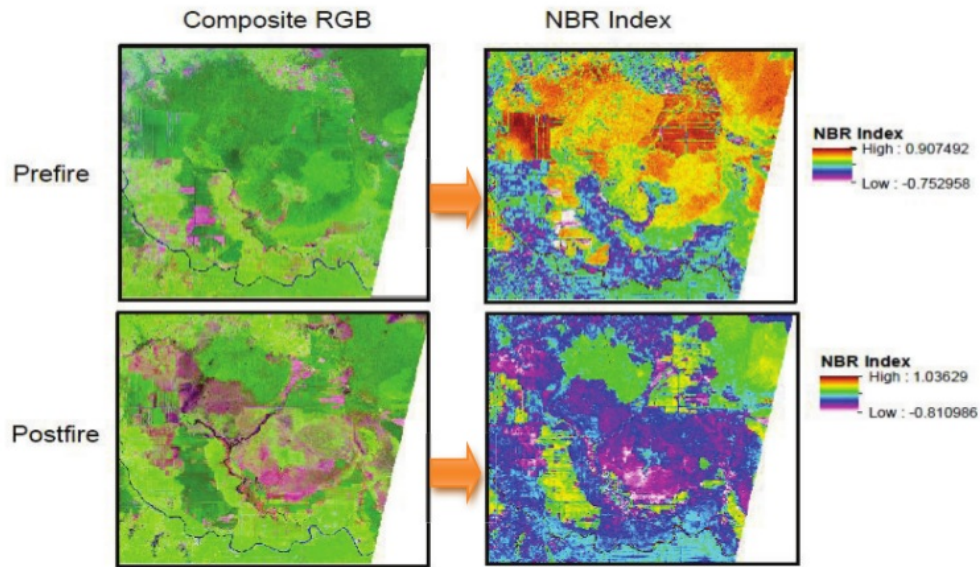 Composite RGB
NBR Index
Prefire
NBR Index
High : 0.907492
Low : -0.752958
Postfire
NBR Index
High : 1.03629
Low : -0.810986